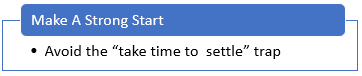 Make A Strong Start
• Avoid the “take time to settle” trap